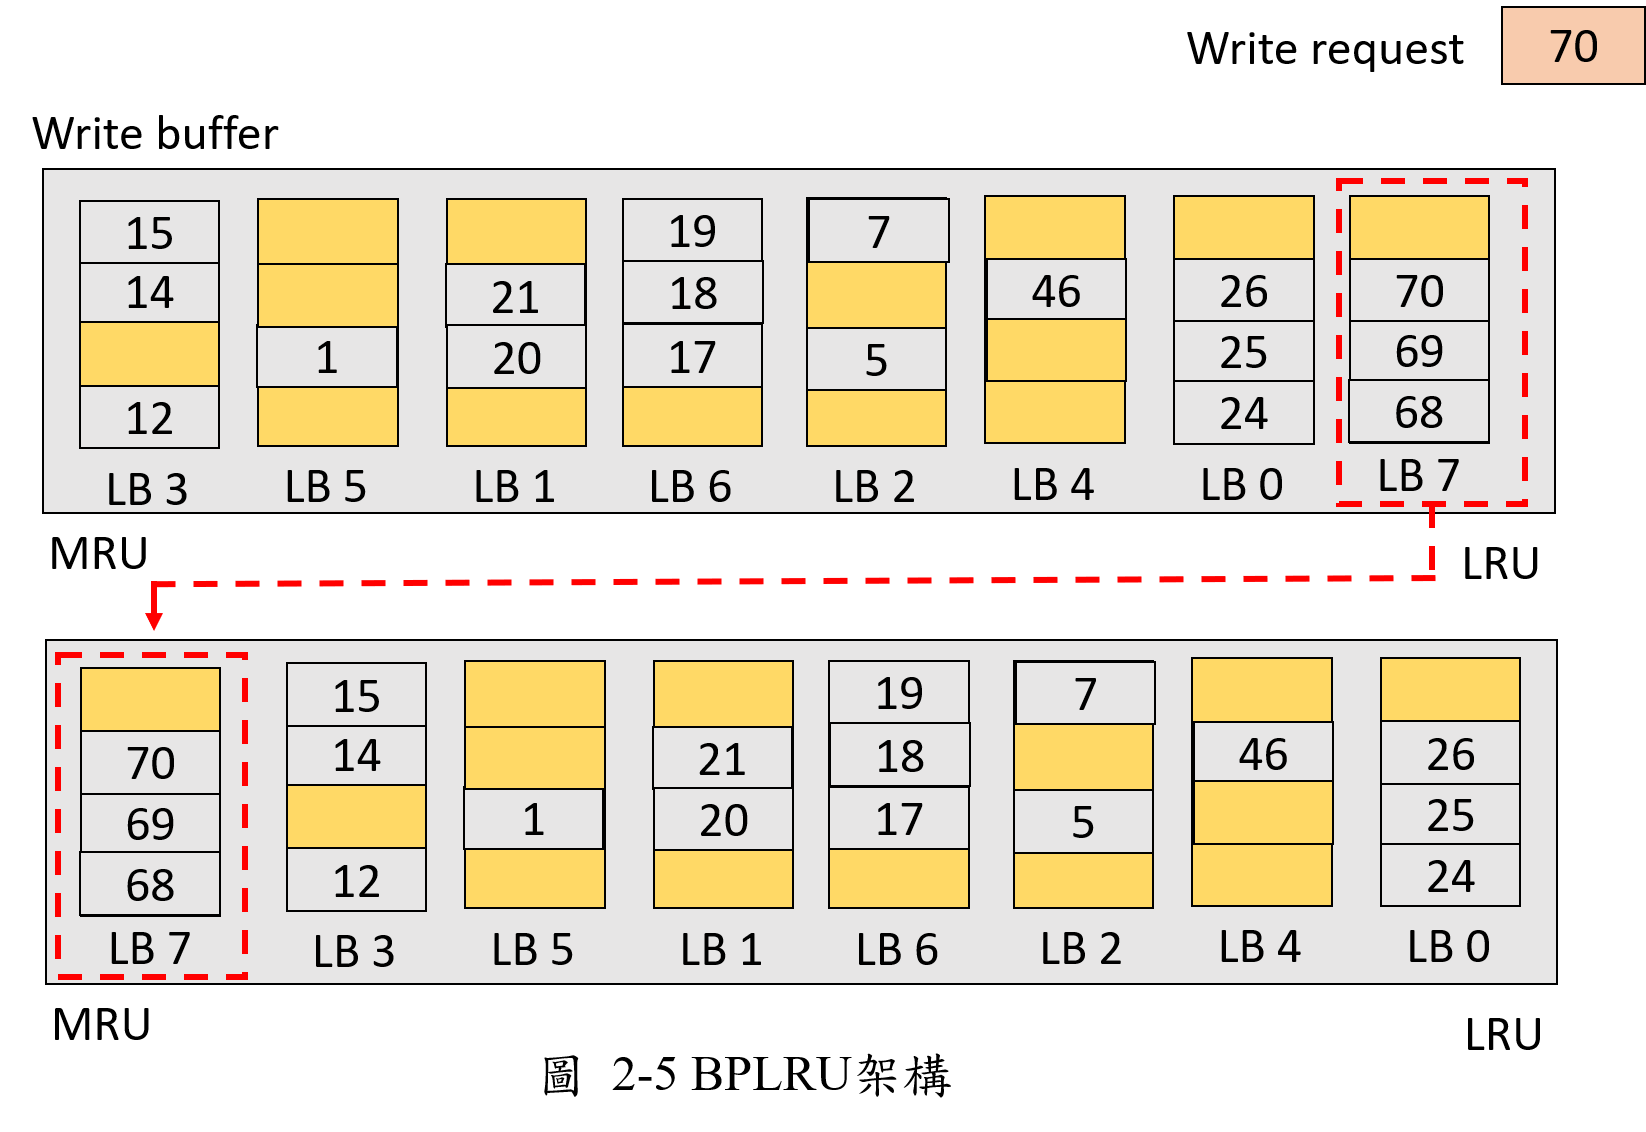 Write request 70
Write buffer
15 19 7
14 21 18 46 26 70
1 20 17 5 25 69
12 24 68
LB 3 LB 5 LB 1 LB 6 LB 2 LB 4 LB 0 LB 7
MRU LRU
15 19 7
70 14 21 18 46 26
69 1 20 17 5 25
68 12 24
LB 7 LB 3 LB 5 LB 1 LB 6 LB 2 LB 4 LB 0
MRU LRU
圖 2-5 BPLRU架構